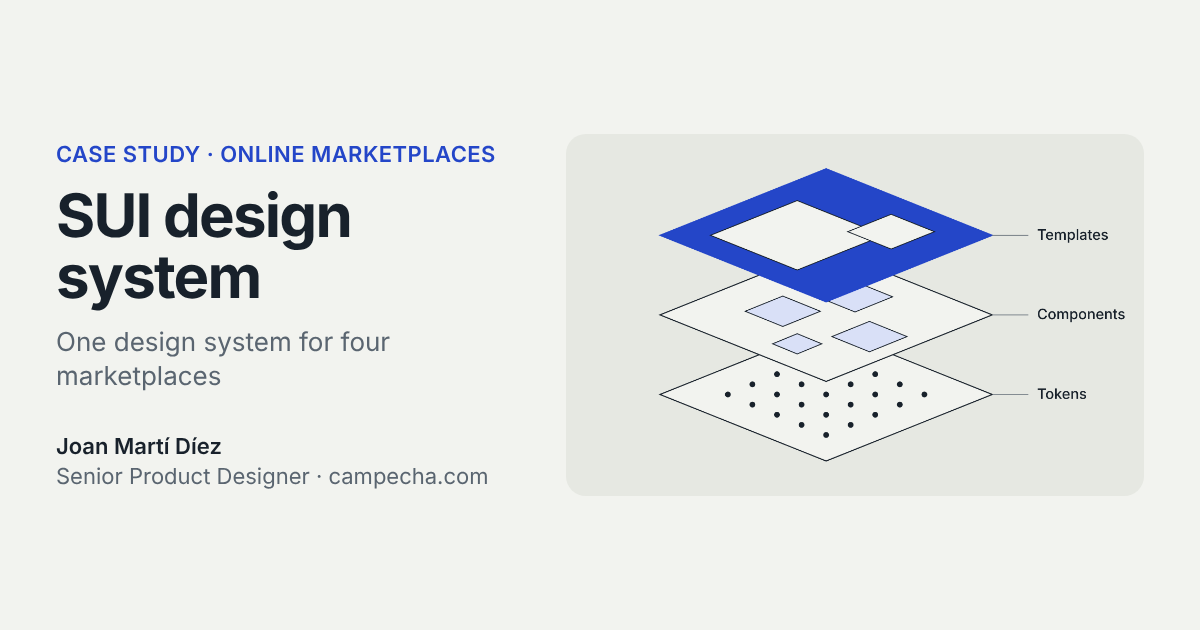 CASE STUDY · ONLINE MARKETPLACES
SUI design
system
One design system for four
marketplaces
Joan Martí Díez
Senior Product Designer · campecha.com
Templates
Components
Tokens